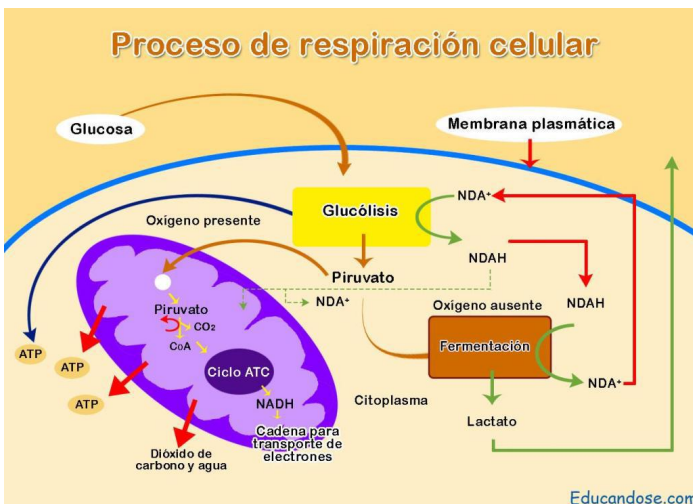 Proceso de respiración celular
Glucosa
Membrana plasmática
Glucólisis
NDA⁺
Oxigeno presente
NDAH
Piruvato
NDA⁺
Oxigeno ausente
NDAH
Piruvato
CO₂
CoA
Fermentación
ATP
ATP
Ciclo ATC
NDA⁺
ATP
NADH
Citoplasma
Lactato
Cadena para
transporte de
electrones
Dióxido de
carbono y agua
Educandose.com